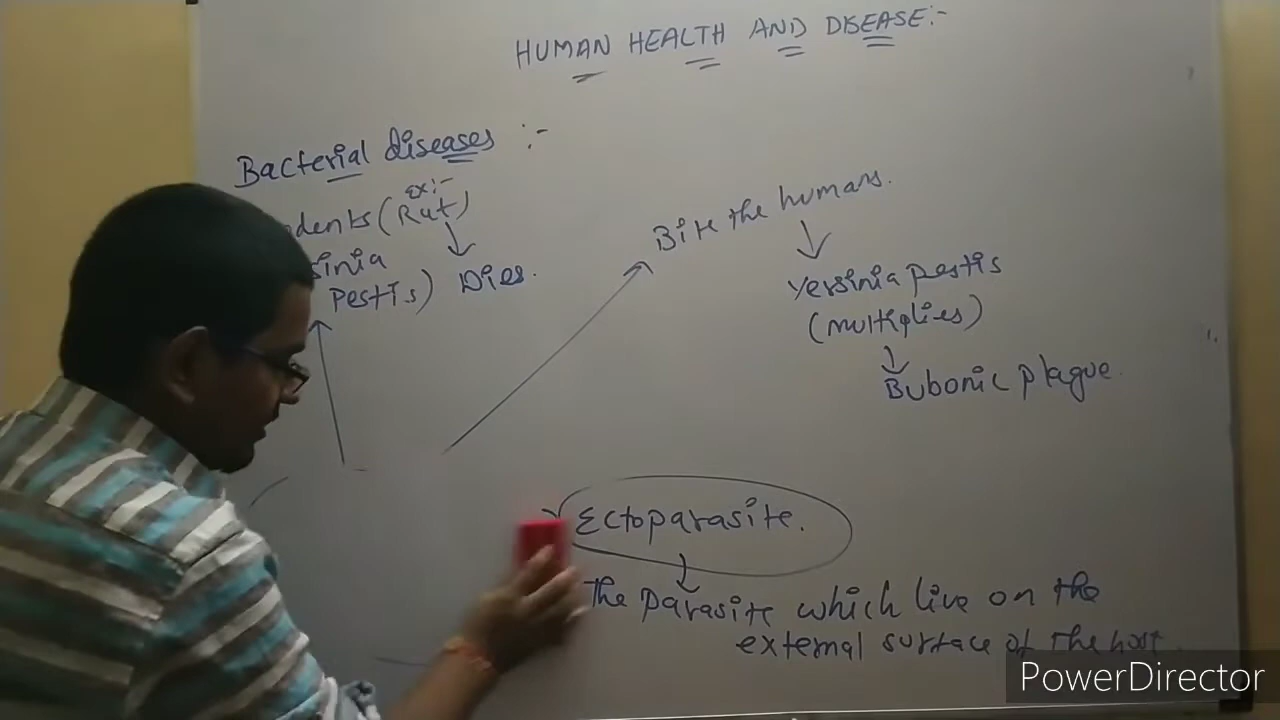 HUMAN HEALTH AND DISEASE:-
Bacterial diseases :-
Ex:-
dents (Rat)
sinia
Pestis) Dies.
Bite the humans.
Yersinia pestis
(multiplies)
Bubonic plague.
Ectoparasite.
The parasite which live on the
external surface of the host.
PowerDirector